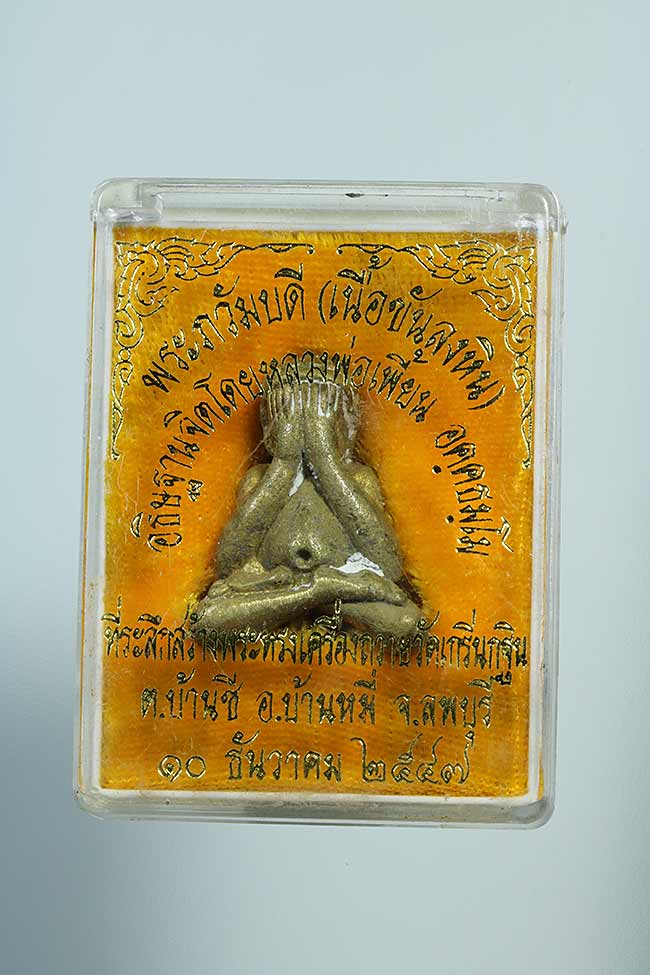 พระภวัมบดี (เนื้อขันลงหิน)
อธิษฐานจิตโดยหลวงพ่อเพี้ยน อคฺคธมฺโม
ที่ระลึกสร้างพระทรงเครื่องถวายวัดเกริ่นกฐิน
ต.บ้านชี อ.บ้านหมี่ จ.ลพบุรี
๑๐ ธันวาคม ๒๕๔๗